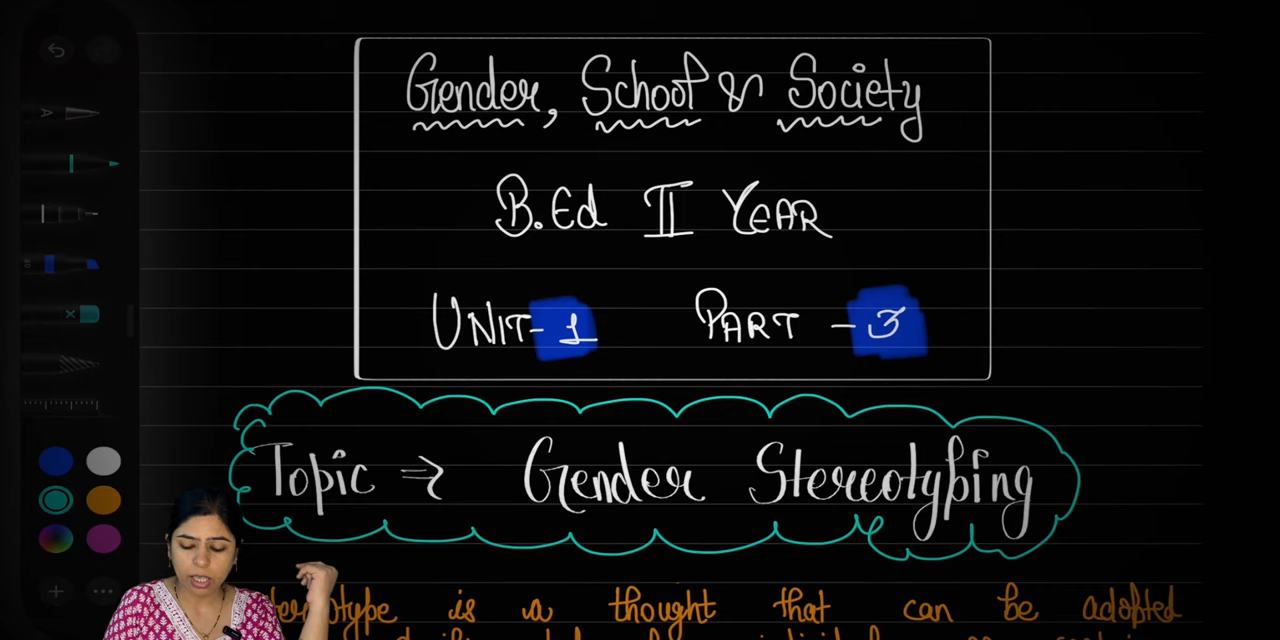 Gender, School & Society
B.Ed II YEAR
UNIT-1 PART-3
Topic ⇒ Gender Stereotyping
is a thought that can be adopted